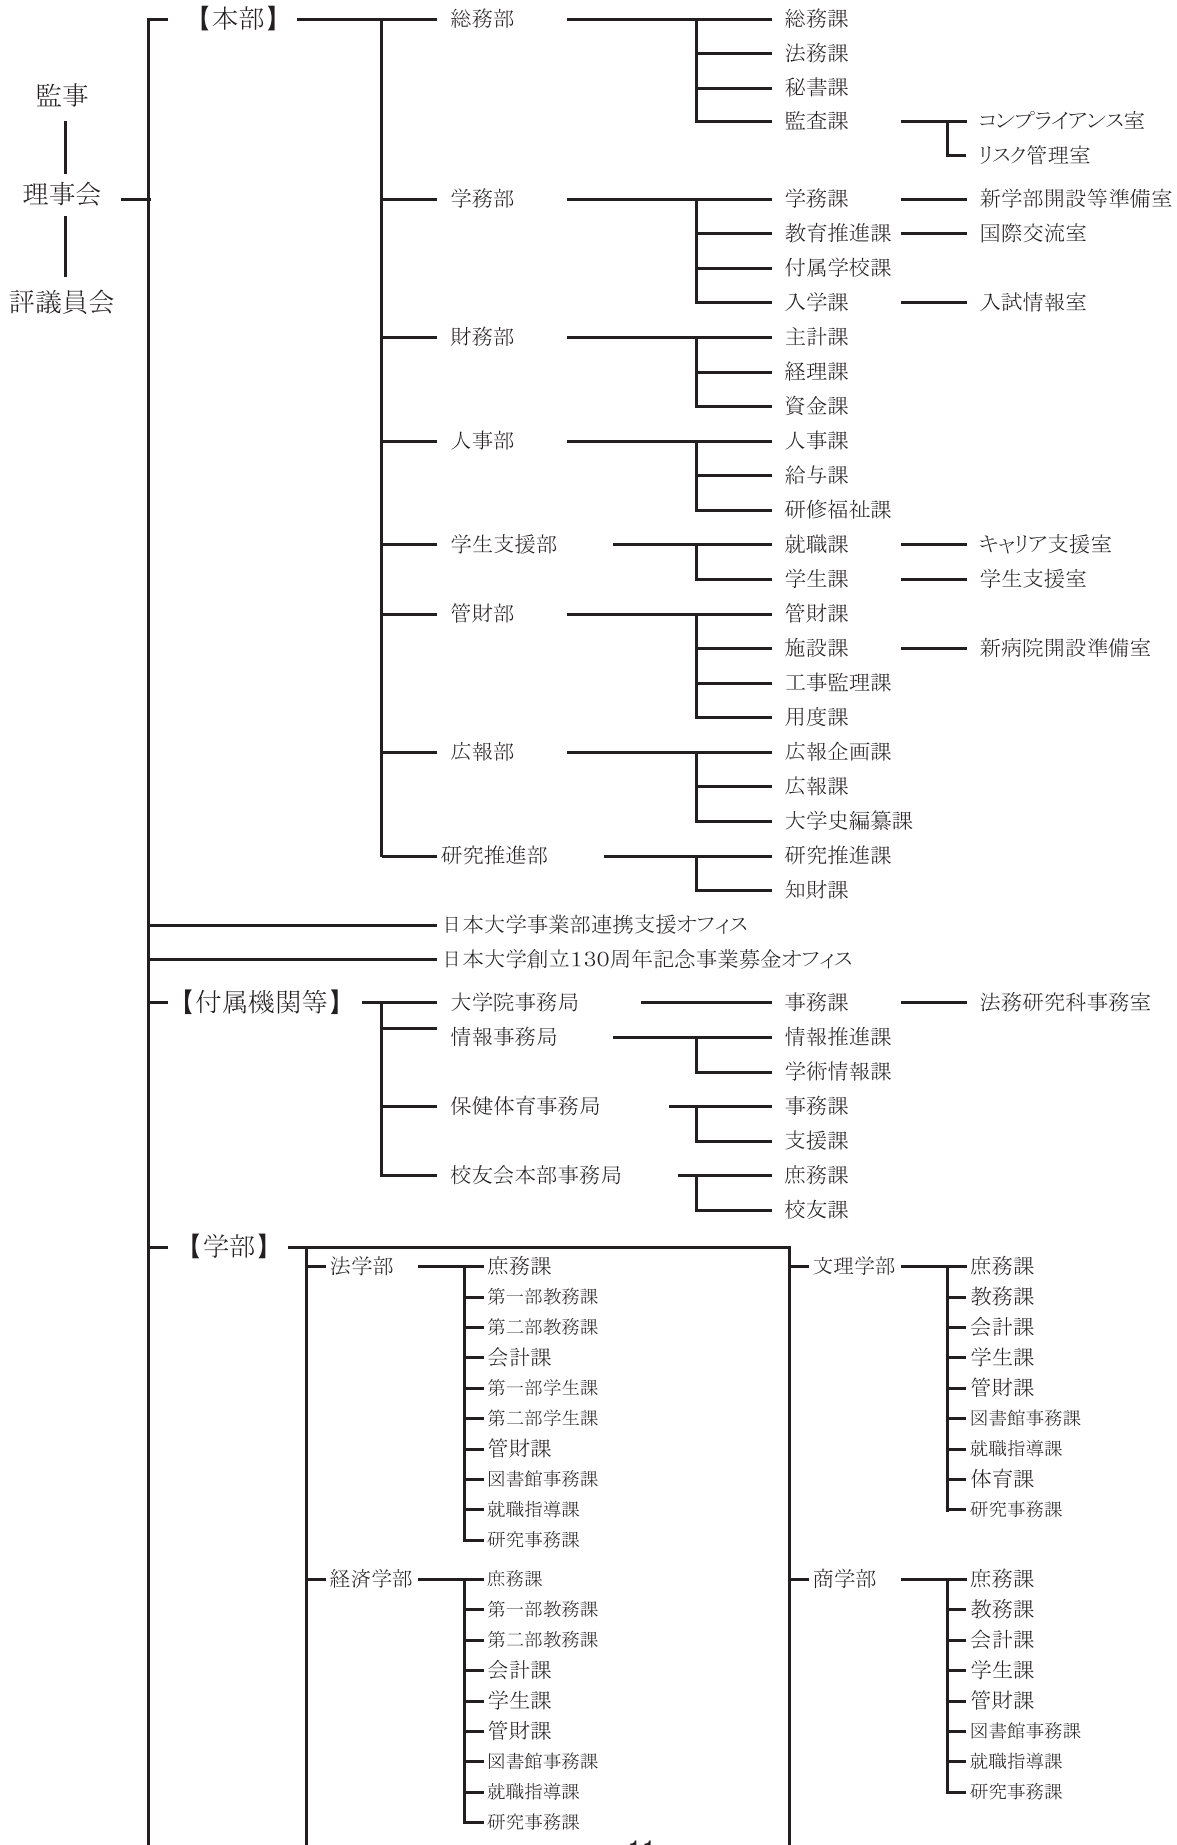 監事
理事会
評議員会
【本部】
総務部
総務課
法務課
秘書課
監査課
コンプライアンス室
リスク管理室
学務部
学務課
新学部開設等準備室
教育推進課
国際交流室
付属学校課
入学課
入試情報室
財務部
主計課
経理課
資金課
人事部
人事課
給与課
研修福祉課
学生支援部
就職課
キャリア支援室
学生課
学生支援室
管財部
管財課
施設課
新病院開設準備室
工事監理課
用度課
広報部
広報企画課
広報課
大学史編纂課
研究推進部
研究推進課
知財課
日本大学事業部連携支援オフィス
日本大学創立130周年記念事業募金オフィス
【付属機関等】
大学院事務局
事務課
法務研究科事務室
情報事務局
情報推進課
学術情報課
保健体育事務局
事務課
支援課
校友会本部事務局
庶務課
校友課
【学部】
法学部
庶務課
第一部教務課
第二部教務課
会計課
第一部学生課
第二部学生課
管財課
図書館事務課
就職指導課
研究事務課
文理学部
庶務課
教務課
会計課
学生課
管財課
図書館事務課
就職指導課
体育課
研究事務課
経済学部
庶務課
第一部教務課
第二部教務課
会計課
学生課
管財課
図書館事務課
就職指導課
研究事務課
商学部
庶務課
教務課
会計課
学生課
管財課
図書館事務課
就職指導課
研究事務課